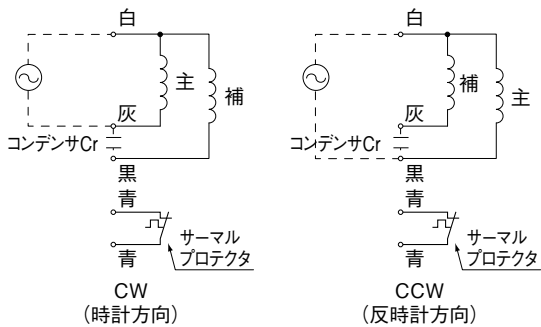 白
主
補
灰
コンデンサCr
黒
青
サーマル
プロテクタ
青
CW
(時計方向)
白
補
主
灰
コンデンサCr
黒
青
サーマル
プロテクタ
青
CCW
(反時計方向)